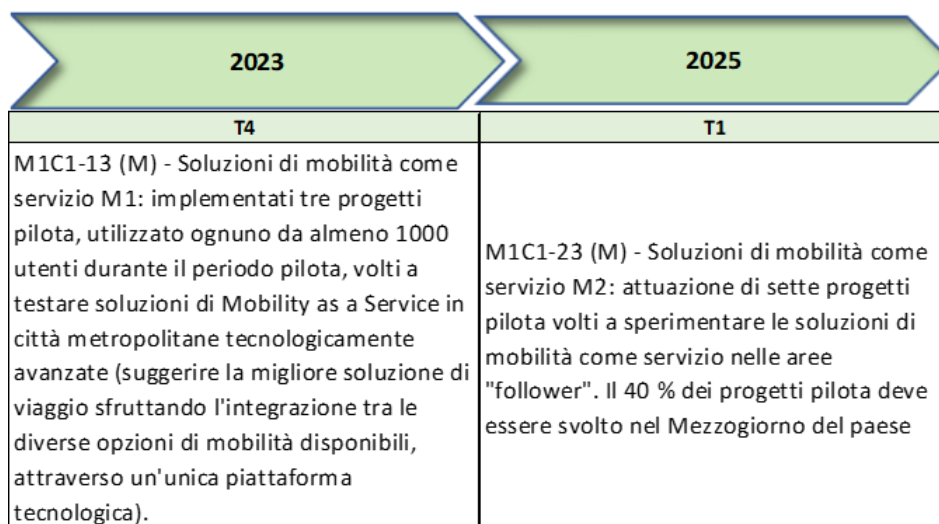 2023
2025
T4
T1
M1C1-13 (M) - Soluzioni di mobilità come
servizio M1: implementati tre progetti
pilota, utilizzato ognuno da almeno 1000
utenti durante il periodo pilota, volti a
testare soluzioni di Mobility as a Service in
città metropolitane tecnologicamente
avanzate (suggerire la migliore soluzione di
viaggio sfruttando l'integrazione tra le
diverse opzioni di mobilità disponibili,
attraverso un'unica piattaforma
tecnologica).
M1C1-23 (M) - Soluzioni di mobilità come
servizio M2: attuazione di sette progetti
pilota volti a sperimentare le soluzioni di
mobilità come servizio nelle aree
"follower". Il 40 % dei progetti pilota deve
essere svolto nel Mezzogiorno del paese